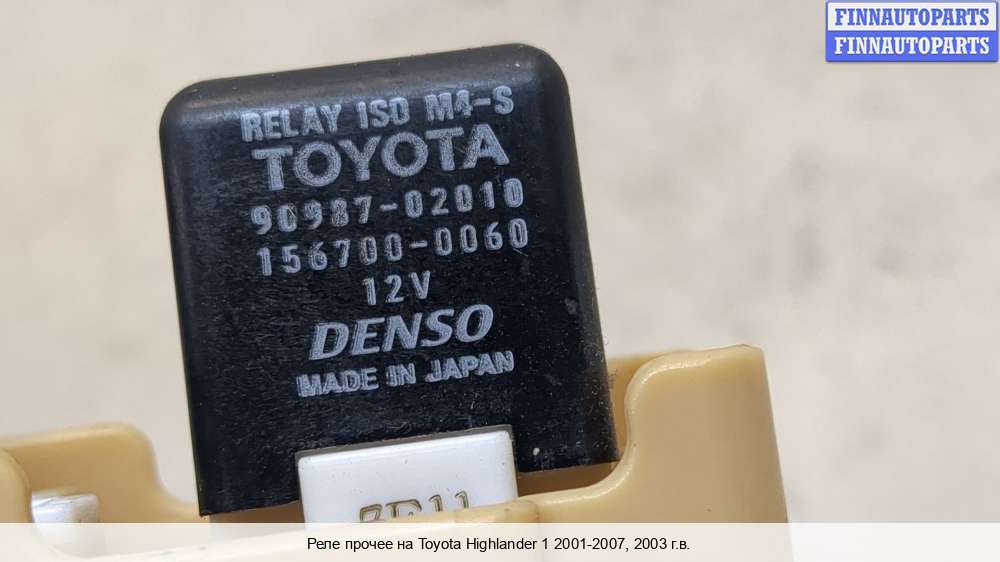 FINNAUTOPARTS
FINNAUTOPARTS
RELAY ISO M4-S
TOYOTA
90987-02010
156700-0060
12V
DENSO
MADE IN JAPAN
Реле прочее на Toyota Highlander 1 2001-2007, 2003 г.в.